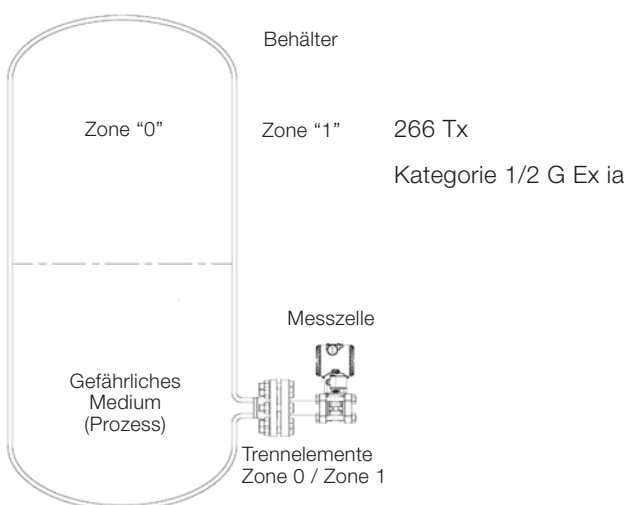 Behälter
Zone “0”
Zone “1”
266 Tx
Kategorie 1/2 G Ex ia
Messzelle
Gefährliches
Medium
(Prozess)
Trennelemente
Zone 0 / Zone 1